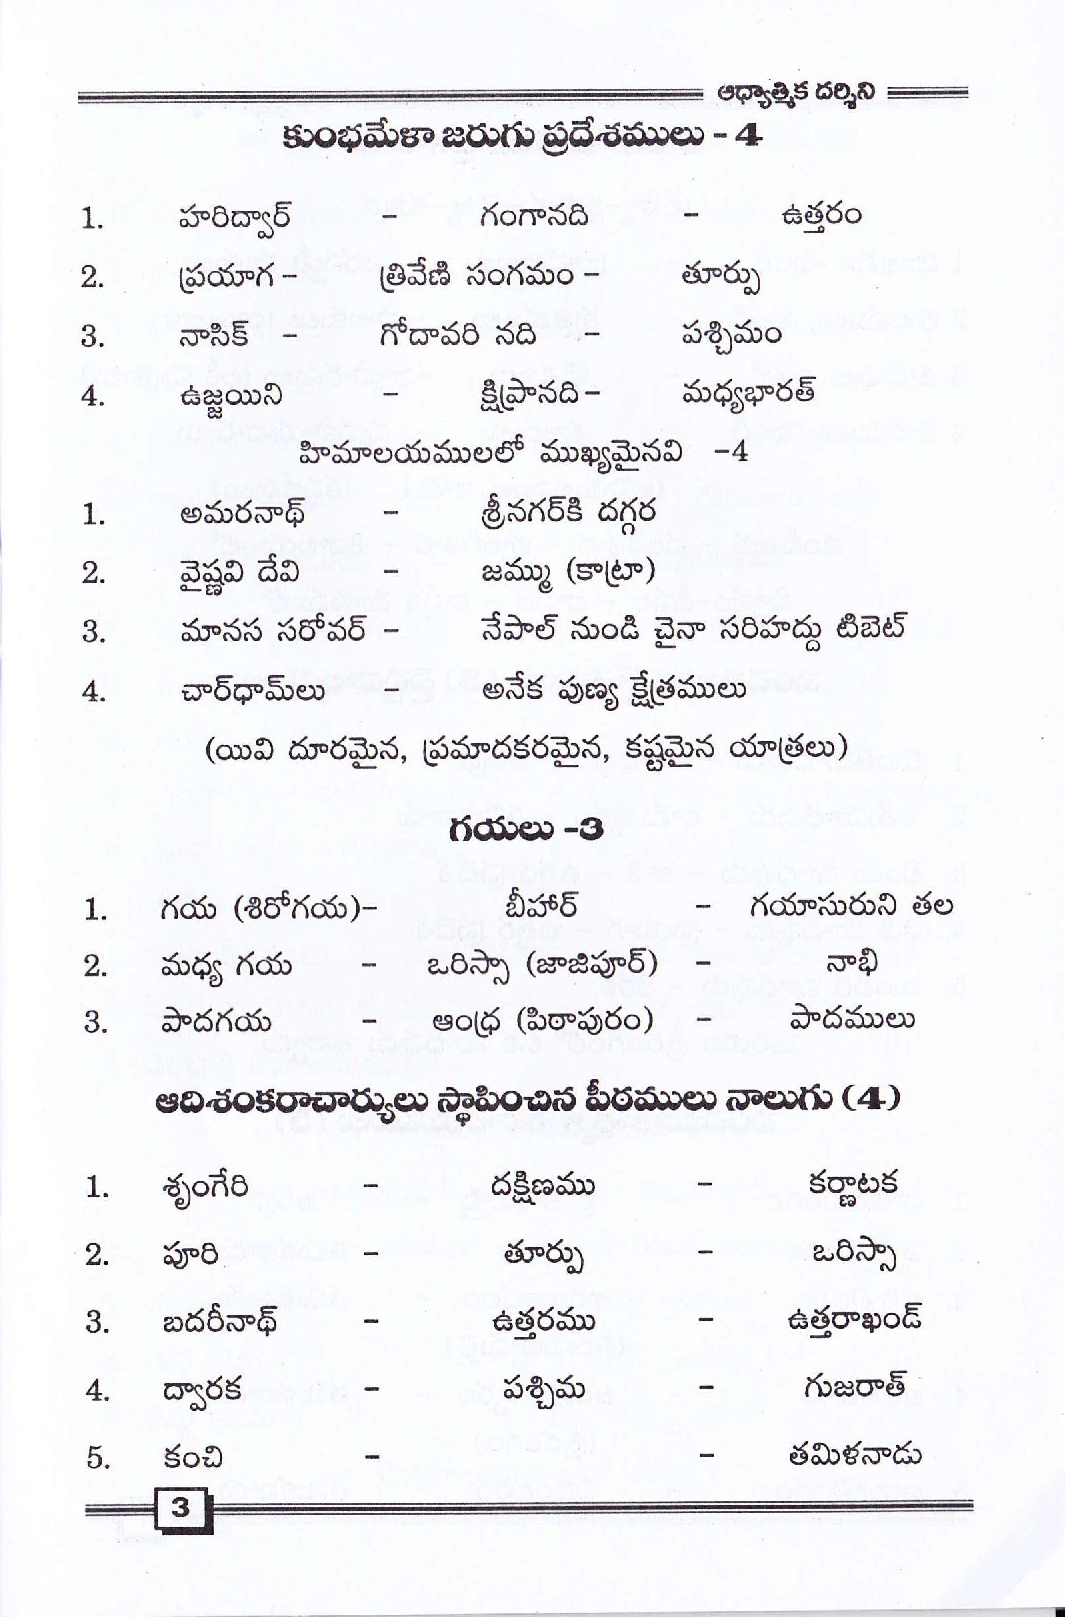 ఆధ్యాత్మిక దర్శిని
కుంభమేళా జరుగు ప్రదేశములు - 4
1. హరిద్వార్ - గంగానది - ఉత్తరం
2. ప్రయాగ - త్రివేణి సంగమం - తూర్పు
3. నాసిక్ - గోదావరి నది - పశ్చిమం
4. ఉజ్జయిని - క్షిప్రానది - మధ్యభారత్
హిమాలయములలో ముఖ్యమైనవి -4
1. అమరనాథ్ - శ్రీనగర్‌కి దగ్గర
2. వైష్ణవి దేవి - జమ్ము (కాట్రా)
3. మానస సరోవర్ - నేపాల్ నుండి చైనా సరిహద్దు టిబెట్
4. చార్‌ధామ్‌లు - అనేక పుణ్య క్షేత్రములు
(యివి దూరమైన, ప్రమాదకరమైన, కష్టమైన యాత్రలు)
గయలు -3
1. గయ (శిరోగయ)- బీహార్ - గయాసురుని తల
2. మధ్య గయ - ఒరిస్సా (జాజిపూర్) - నాభి
3. పాదగయ - ఆంధ్ర (పిఠాపురం) - పాదములు
ఆదిశంకరాచార్యులు స్థాపించిన పీఠములు నాలుగు (4)
1. శృంగేరి - దక్షిణము - కర్ణాటక
2. పూరి - తూర్పు - ఒరిస్సా
3. బదరీనాథ్ - ఉత్తరము - ఉత్తరాఖండ్
4. ద్వారక - పశ్చిమ - గుజరాత్
5. కంచి - - తమిళనాడు
3